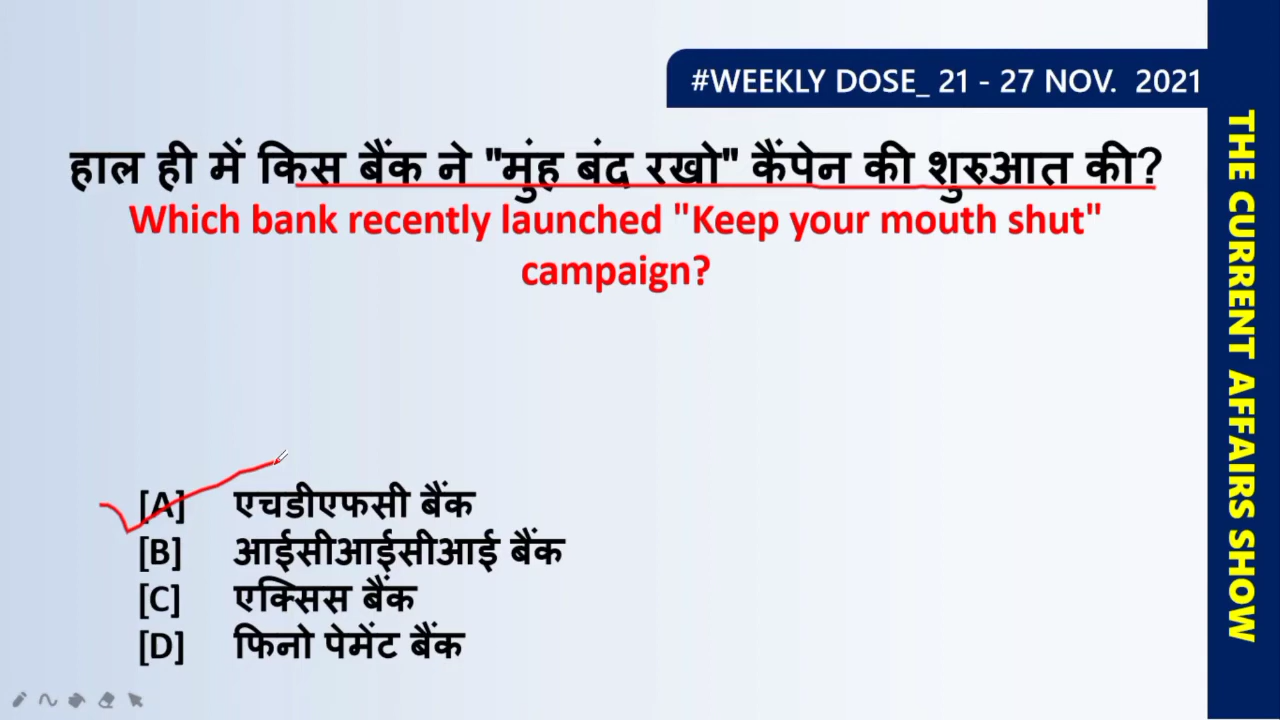 #WEEKLY DOSE_ 21 - 27 NOV.  2021
हाल ही में किस बैंक ने "मुंह बंद रखो" कैंपेन की शुरुआत की?
Which bank recently launched "Keep your mouth shut"
campaign?
[A] एचडीएफसी बैंक
[B] आईसीआईसीआई बैंक
[C] एक्सिस बैंक
[D] फिनो पेमेंट बैंक
THE CURRENT AFFAIRS SHOW